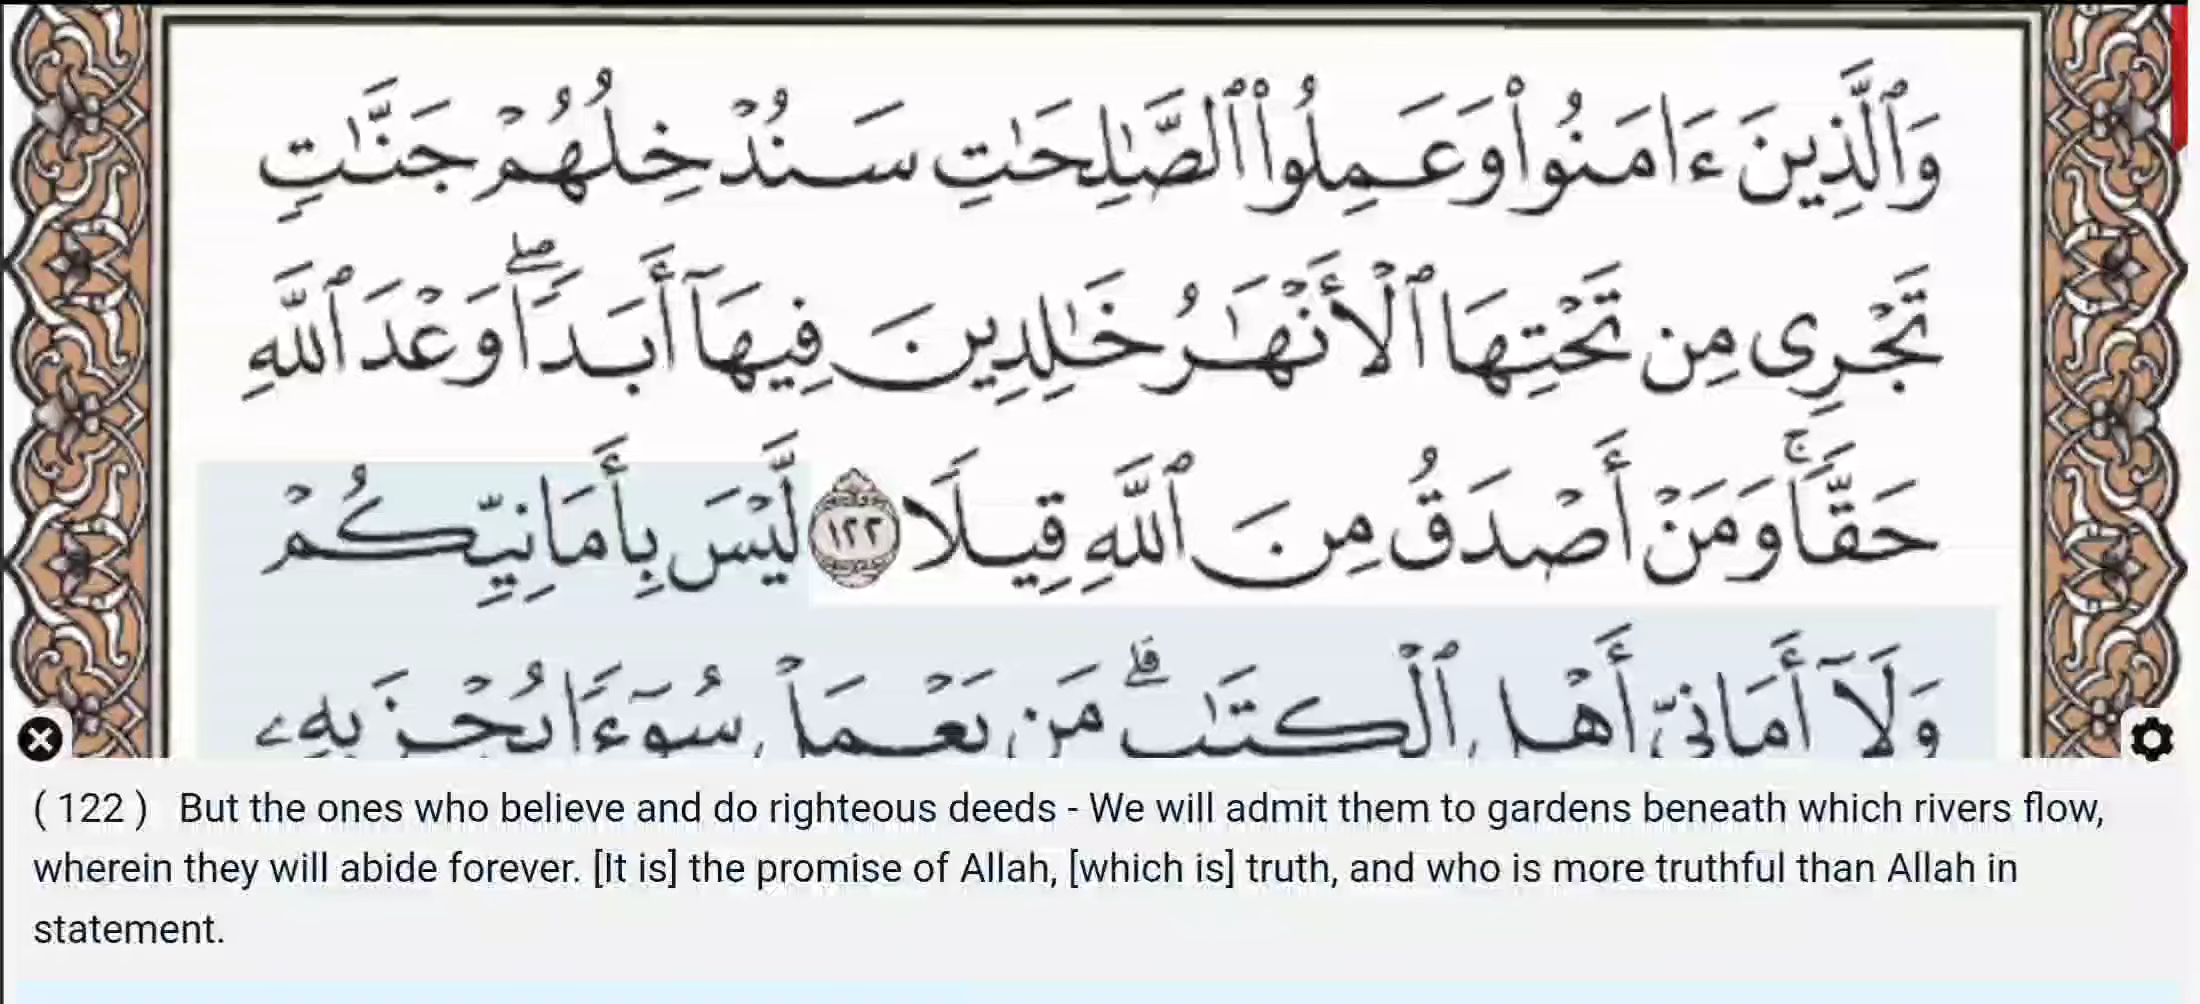 وَٱلَّذِينَ ءَامَنُوا۟ وَعَمِلُوا۟ ٱلصَّـٰلِحَـٰتِ سَنُدْخِلُهُمْ جَنَّـٰتٍ
تَجْرِى مِن تَحْتِهَا ٱلْأَنْهَـٰرُ خَـٰلِدِينَ فِيهَآ أَبَدًا ۖ وَعْدَ ٱللَّهِ
حَقًّا ۚ وَمَنْ أَصْدَقُ مِنَ ٱللَّهِ قِيلًا ١٢٢ لَّيْسَ بِأَمَانِيِّكُمْ
وَلَآ أَمَانِىِّ أَهْلِ ٱلْكِتَـٰبِ ۗ مَن يَعْمَلْ سُوٓءًا يُجْزَ بِهِۦ
( 122 ) But the ones who believe and do righteous deeds - We will admit them to gardens beneath which rivers flow,
wherein they will abide forever. [It is] the promise of Allah, [which is] truth, and who is more truthful than Allah in
statement.